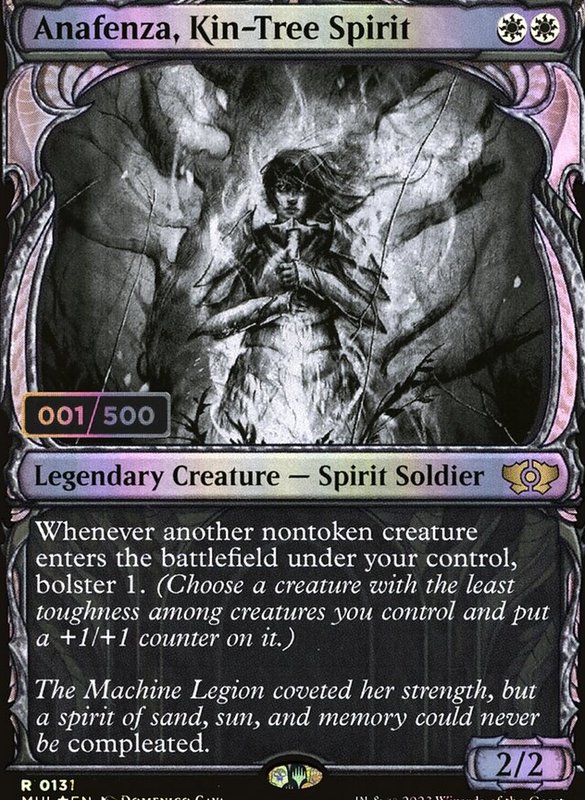 Anafenza, Kin-Tree Spirit
001/500
Legendary Creature — Spirit Soldier
Whenever another nontoken creature
enters the battlefield under your control,
bolster 1. (Choose a creature with the least
toughness among creatures you control and put
a +1/+1 counter on it.)
The Machine Legion coveted her strength, but
a spirit of sand, sun, and memory could never
be compleated.
2/2
R 0131